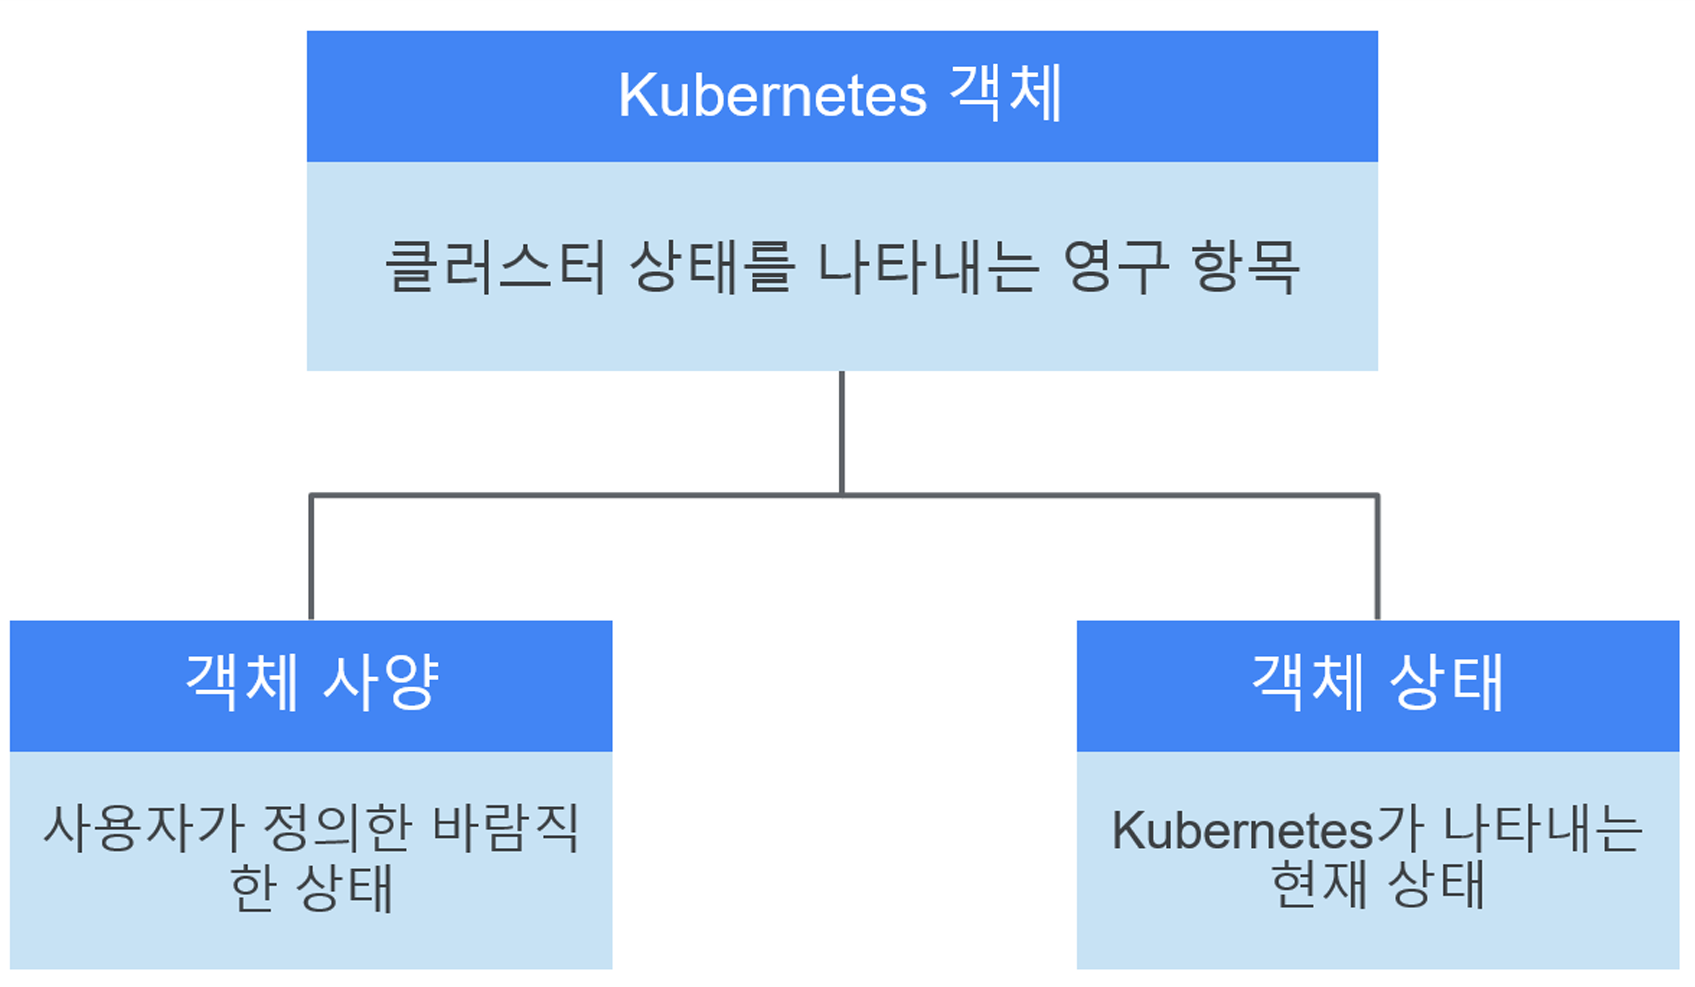 Kubernetes 객체
클러스터 상태를 나타내는 영구 항목
객체 사양
사용자가 정의한 바람직
한 상태
객체 상태
Kubernetes가 나타내는
현재 상태